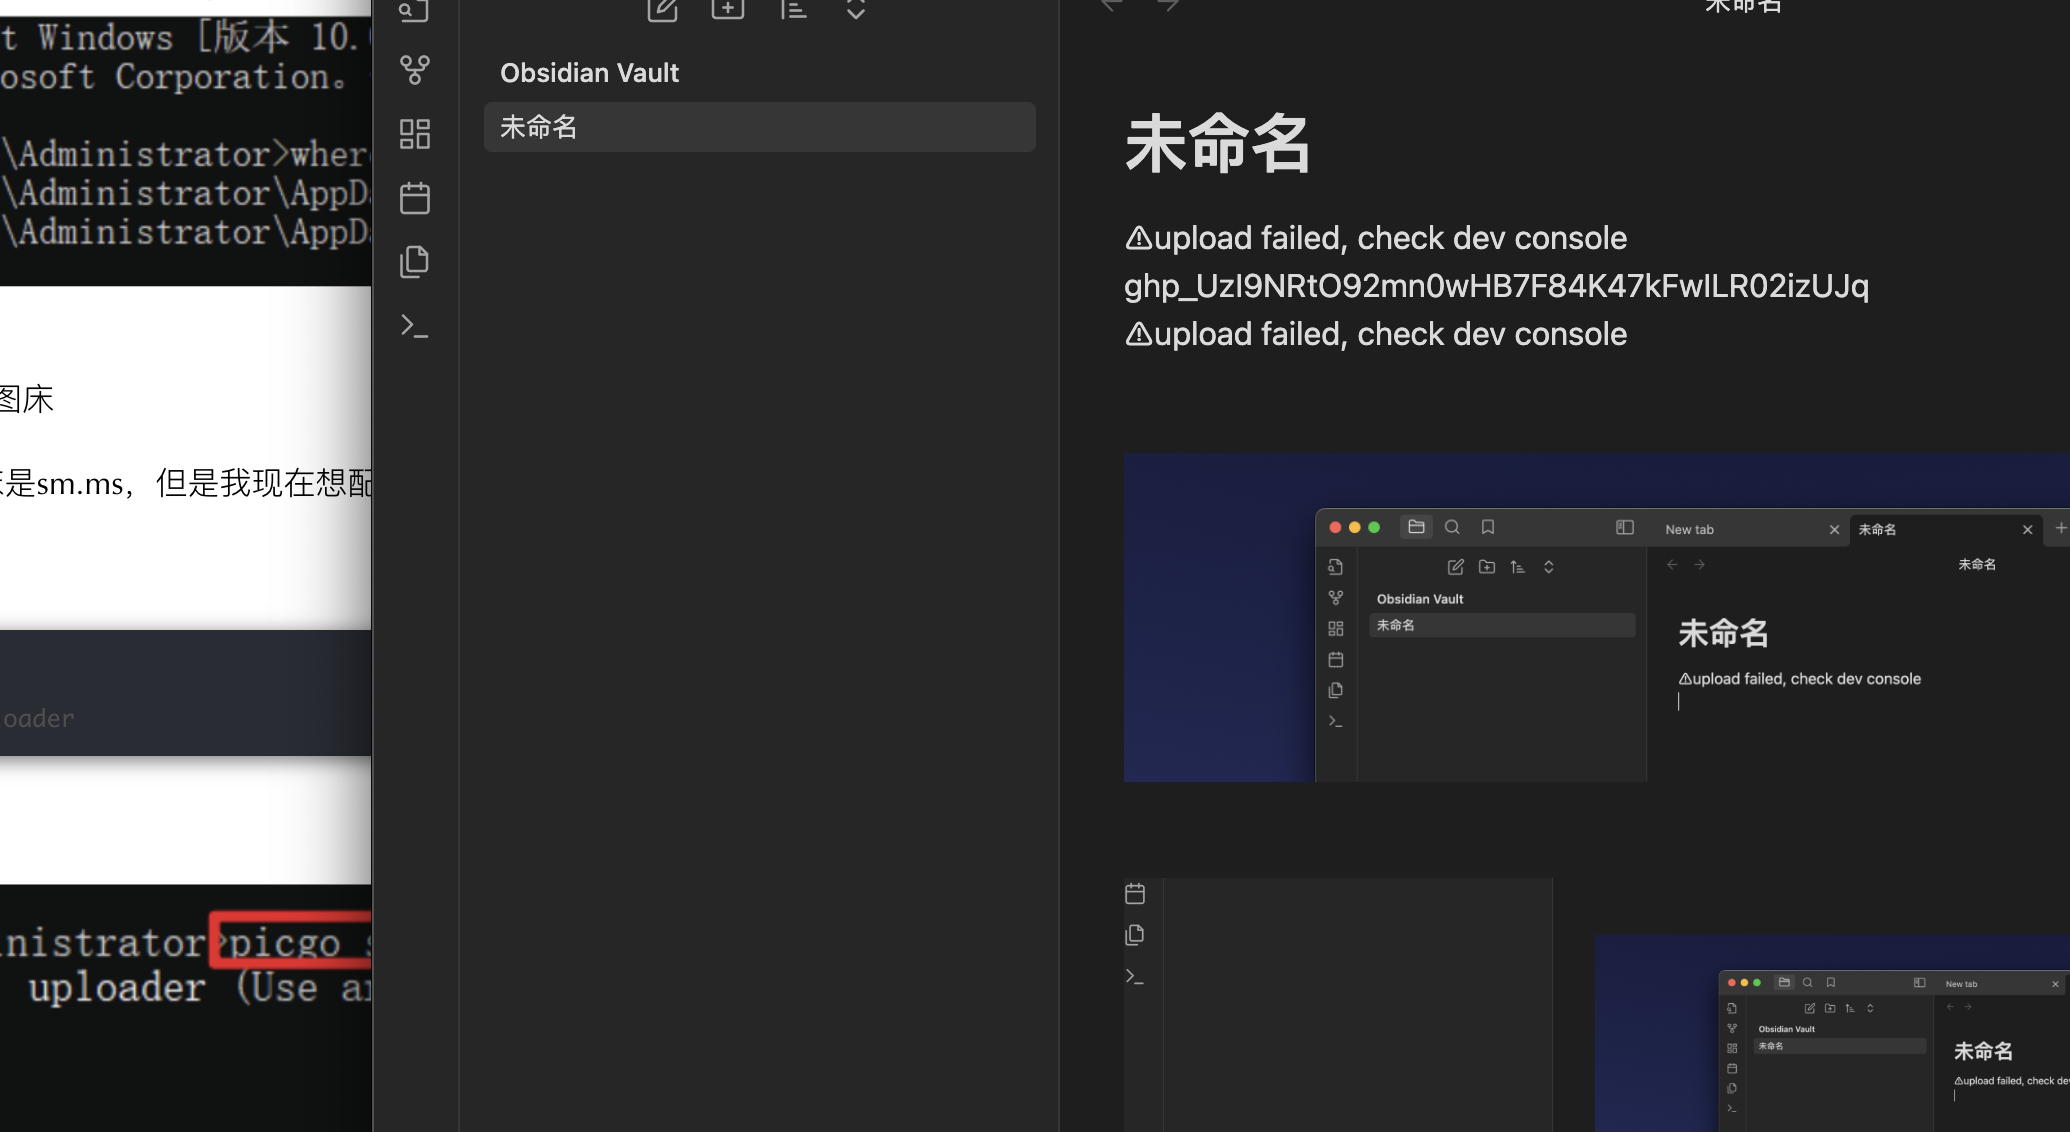 t Windows [版本 10.
osoft Corporation。
\Administrator>wher
\Administrator\AppD
\Administrator\AppD
图床
是sm.ms，但是我现在想配
oader
nistrator>picgo s
uploader (Use ar
Obsidian Vault
未命名
未命名
未命名
⚠upload failed, check dev console
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
⚠upload failed, check dev console
New tab
未命名
未命名
Obsidian Vault
未命名
未命名
⚠upload failed, check dev console
New tab
Obsidian Vault
未命名
未命名
⚠upload failed, check de